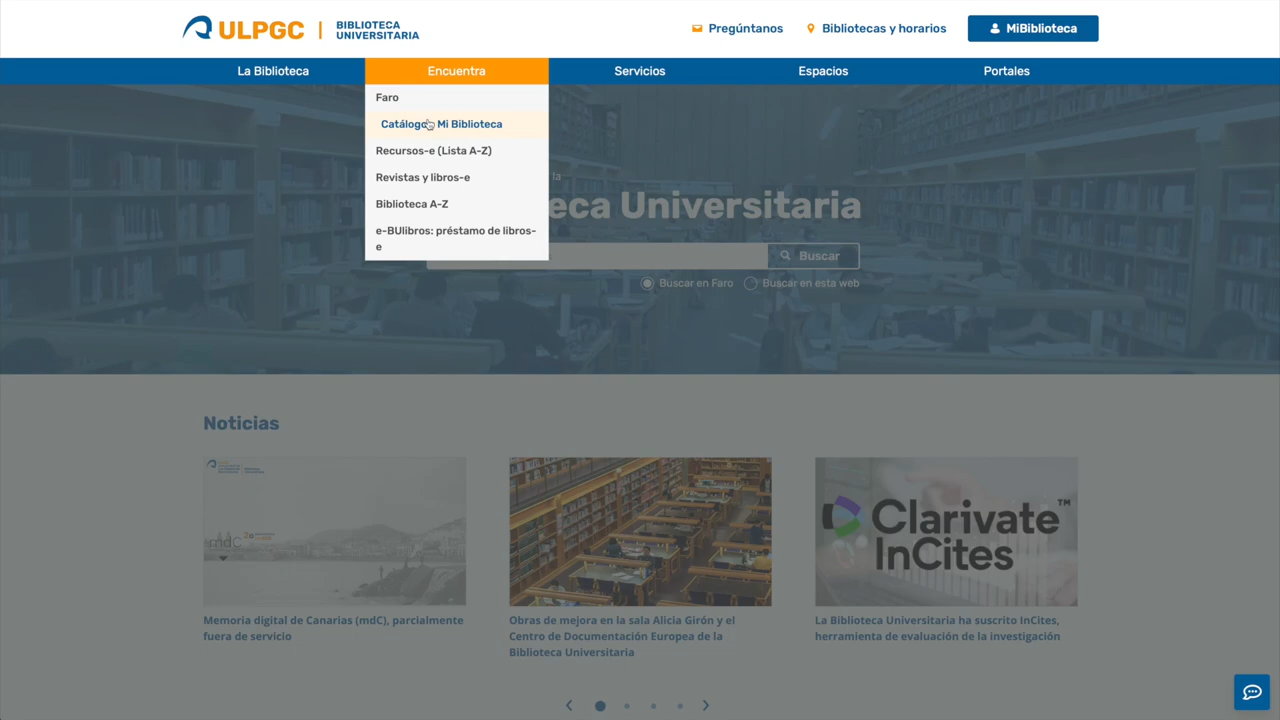 ULPGC
BIBLIOTECA
UNIVERSITARIA
Pregúntanos
Bibliotecas y horarios
MiBiblioteca
La Biblioteca
Encuentra
Servicios
Espacios
Portales
Faro
Catálogo Mi Biblioteca
Recursos-e (Lista A-Z)
Revistas y libros-e
Biblioteca A-Z
e-BUlibros: préstamo de libros-
e
la
eca Universitaria
Buscar
Buscar en Faro
Buscar en esta web
Noticias
mdC
Clarivate™
InCites
Memoria digital de Canarias (mdC), parcialmente
fuera de servicio
Obras de mejora en la sala Alicia Girón y el
Centro de Documentación Europea de la
Biblioteca Universitaria
La Biblioteca Universitaria ha suscrito InCites,
herramienta de evaluación de la investigación